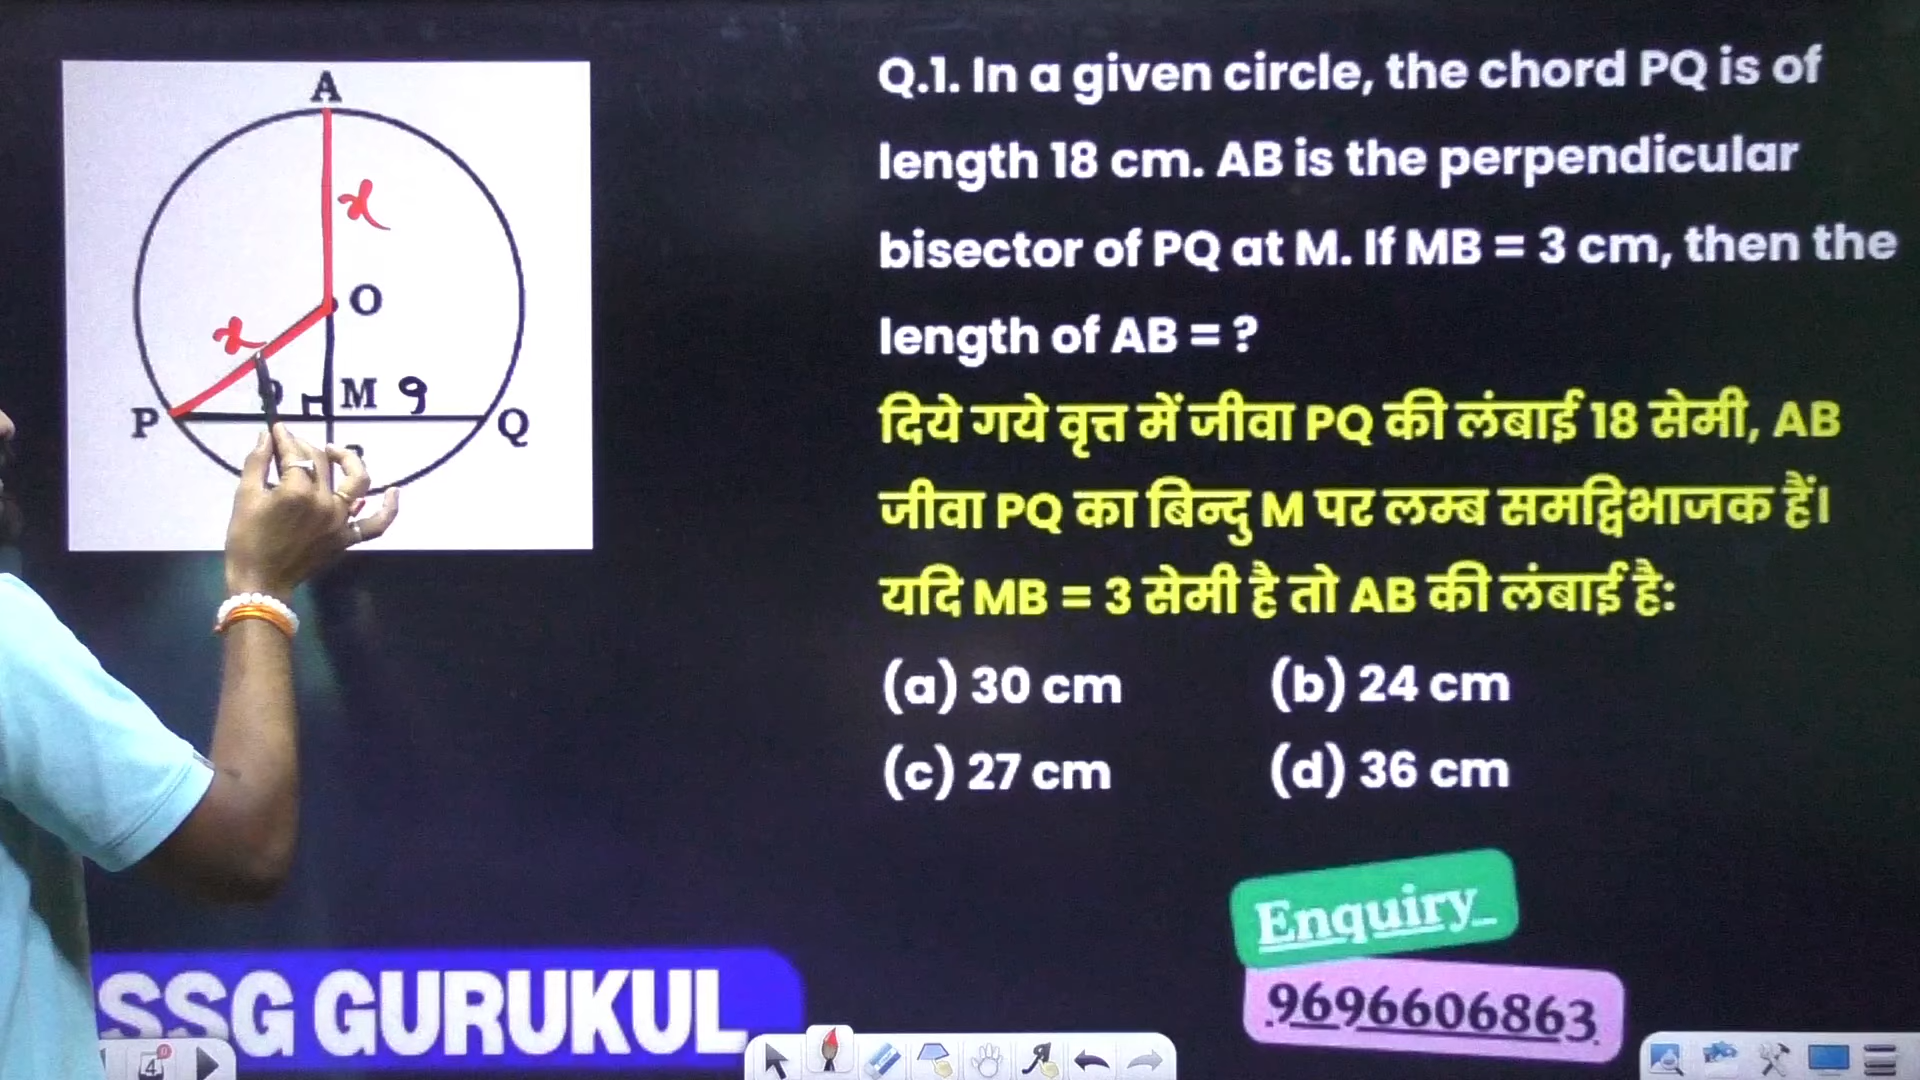 Q.1. In a given circle, the chord PQ is of
length 18 cm. AB is the perpendicular
bisector of PQ at M. If MB = 3 cm, then the
length of AB = ?
दिये गये वृत्त में जीवा PQ की लंबाई 18 सेमी, AB
जीवा PQ का बिन्दु M पर लम्ब समद्विभाजक हैं।
यदि MB = 3 सेमी है तो AB की लंबाई है:
(a) 30 cm (b) 24 cm
(c) 27 cm (d) 36 cm
A
x
O
x
M 9
P Q
Enquiry
9696606863
SSG GURUKUL
4